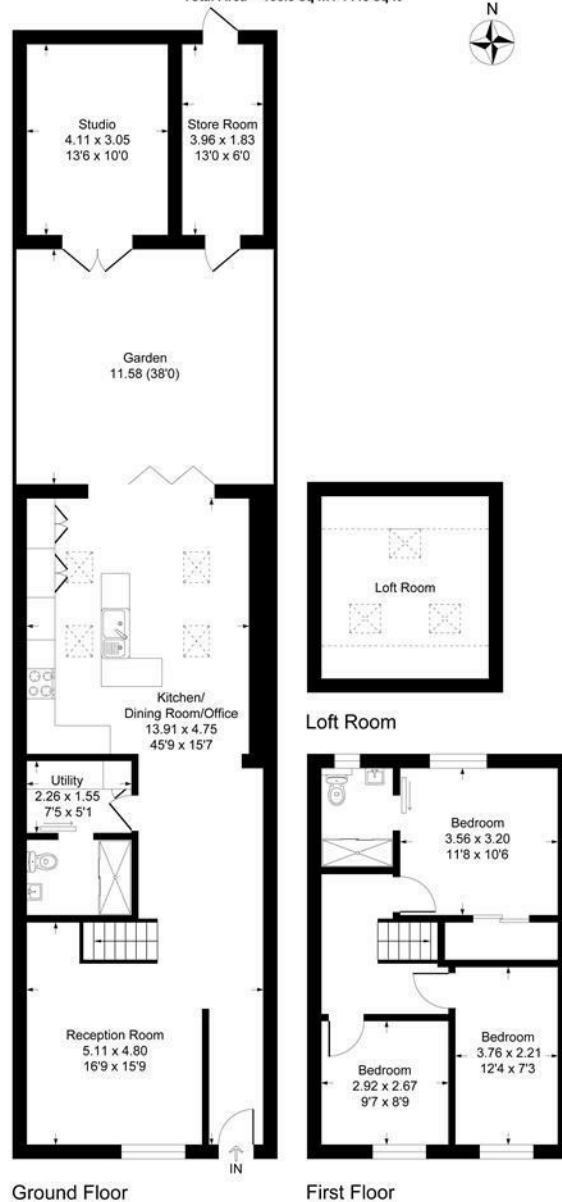 N
Studio
4.11 x 3.05
13'6 x 10'0
Store Room
3.96 x 1.83
13'0 x 6'0
Garden
11.58 (38'0)
Kitchen/
Dining Room/Office
13.91 x 4.75
45'9 x 15'7
Utility
2.26 x 1.55
7'5 x 5'1
Reception Room
5.11 x 4.80
16'9 x 15'9
IN
Ground Floor
Loft Room
Loft Room
Bedroom
3.56 x 3.20
11'8 x 10'6
Bedroom
3.76 x 2.21
12'4 x 7'3
Bedroom
2.92 x 2.67
9'7 x 8'9
First Floor